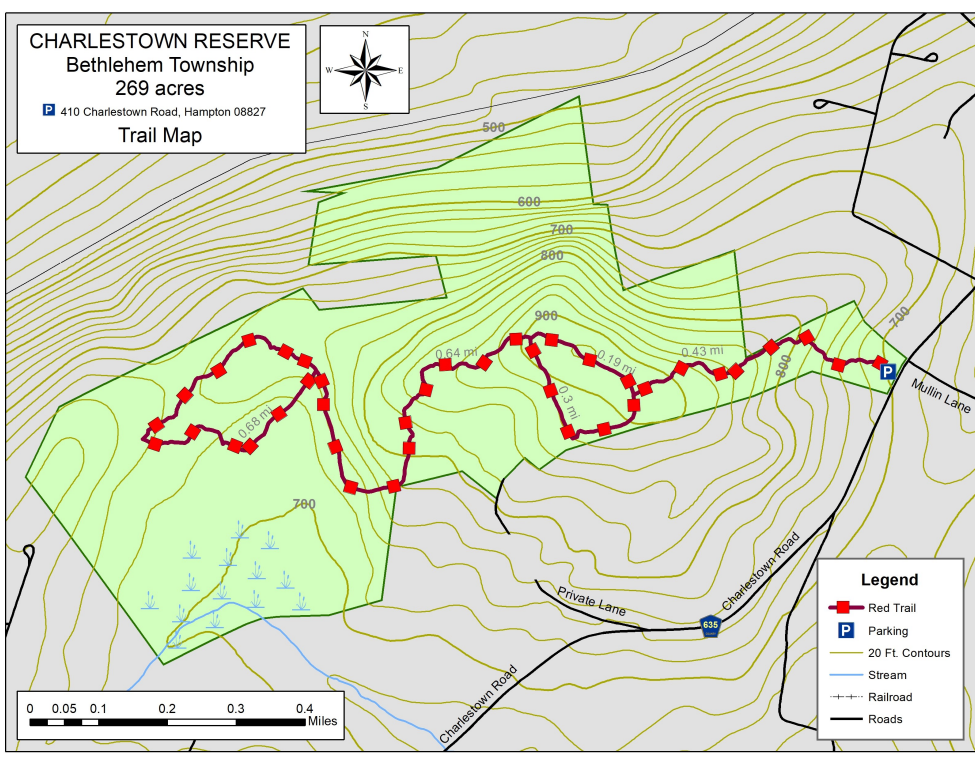 CHARLESTOWN RESERVE
Bethlehem Township
269 acres
P 410 Charlestown Road, Hampton 08827
Trail Map
N
W E
S
500
600
700
800
900
700
0.64 mi
0.19 mi
0.43 mi
800
P
Mullin Lane
0.3 mi
0.68 mi
700
Private Lane
Charlestown Road
635
Charlestown Road
Legend
Red Trail
P Parking
20 Ft. Contours
Stream
Railroad
Roads
0 0.05 0.1 0.2 0.3 0.4
Miles